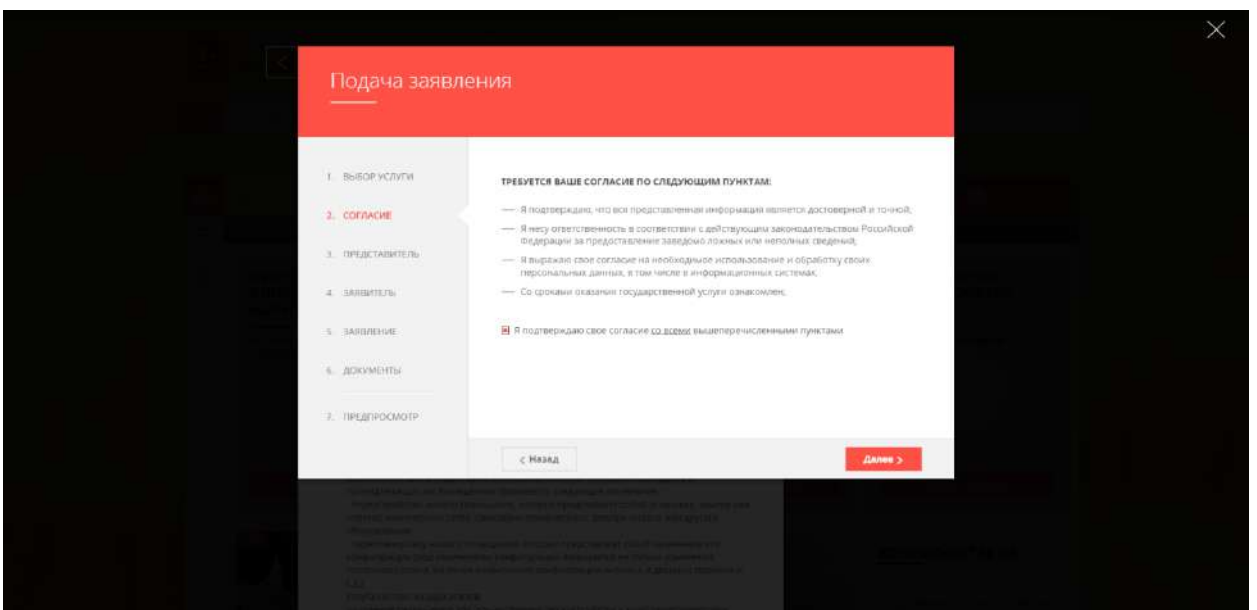 Подача заявления
1. ВЫБОР УСЛУГИ
2. СОГЛАСИЕ
3. ПРЕДСТАВИТЕЛЬ
4. ЗАЯВИТЕЛЬ
5. ЗАЯВЛЕНИЕ
6. ДОКУМЕНТЫ
7. ПРЕДПРОСМОТР
ТРЕБУЕТСЯ ВАШЕ СОГЛАСИЕ ПО СЛЕДУЮЩИМ ПУНКТАМ:
— Я подтверждаю, что вся представленная информация является достоверной и точной;
— Я несу ответственность в соответствии с действующим законодательством Российской
Федерации за предоставление заведомо ложных или неполных сведений;
— Я выражаю свое согласие на необходимое использование и обработку своих
персональных данных, в том числе в информационных системах;
— Со сроками оказания государственной услуги ознакомлен;
Я подтверждаю свое согласие со всеми вышеперечисленными пунктами
< Назад
Далее >